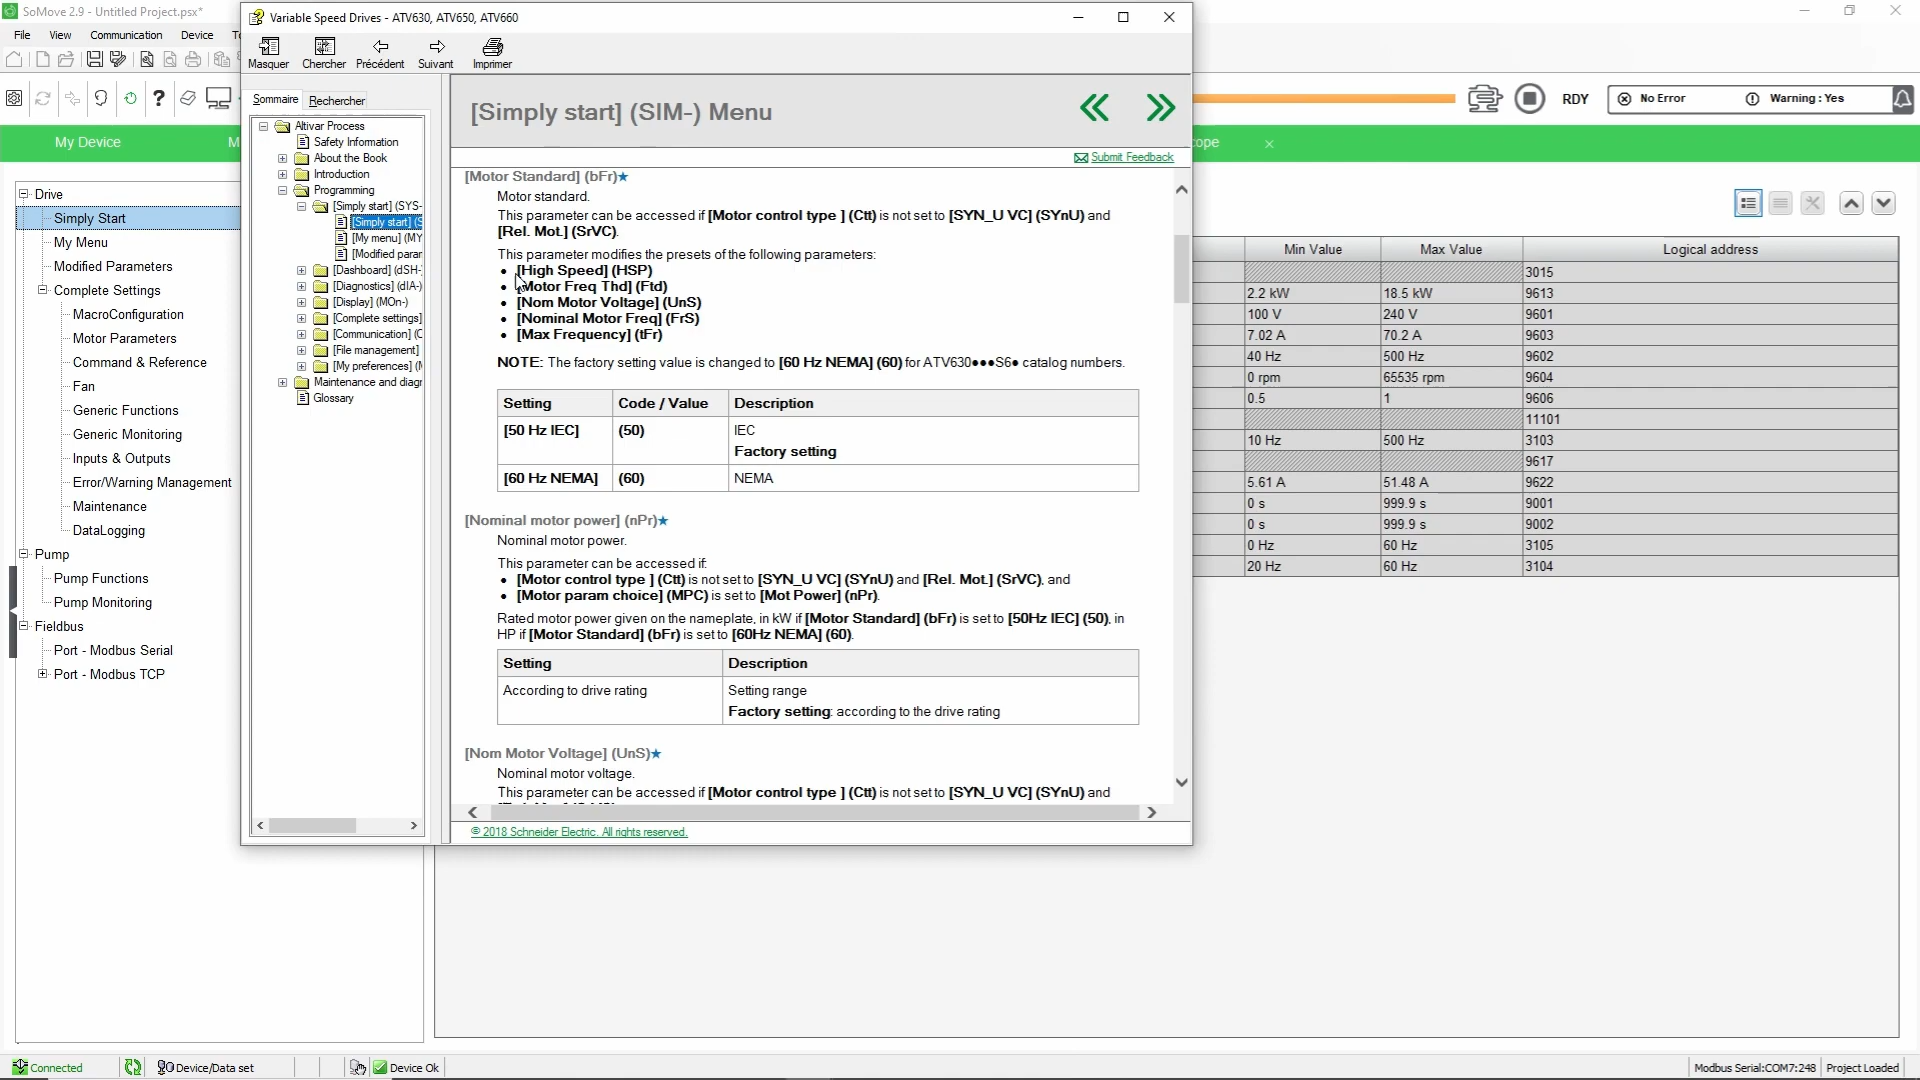 SoMove 2.9 - Untitled Project.psx*
File View Communication Device
Variable Speed Drives - ATV630, ATV650, ATV660
Masquer Chercher Précédent Suivant Imprimer
Sommaire Rechercher
RDY No Error Warning : Yes
My Device
cope
Drive
Simply Start
My Menu
Modified Parameters
Complete Settings
MacroConfiguration
Motor Parameters
Command & Reference
Fan
Generic Functions
Generic Monitoring
Inputs & Outputs
Error/Warning Management
Maintenance
DataLogging
Pump
Pump Functions
Pump Monitoring
Fieldbus
Port - Modbus Serial
Port - Modbus TCP
Altivar Process
Safety Information
About the Book
Introduction
Programming
[Simply start] (SYS-
[Simply start] (S
[My menu] (MY
[Modified parar
[Dashboard] (dSH-
[Diagnostics] (dIA-)
[Display] (MOn-)
[Complete settings]
[Communication] (C
[File management]
[My preferences] (M
Maintenance and diagr
Glossary
[Simply start] (SIM-) Menu
Submit Feedback
[Motor Standard] (bFr)★
Motor standard.
This parameter can be accessed if [Motor control type ] (Ctt) is not set to [SYN_U VC] (SYnU) and
[Rel. Mot.] (SrVC).
This parameter modifies the presets of the following parameters:
• [High Speed] (HSP)
• [Motor Freq Thd] (Ftd)
• [Nom Motor Voltage] (UnS)
• [Nominal Motor Freq] (FrS)
• [Max Frequency] (tFr)
NOTE: The factory setting value is changed to [60 Hz NEMA] (60) for ATV630●●●S6● catalog numbers.
Setting Code / Value Description
[50 Hz IEC] (50) IEC
Factory setting
[60 Hz NEMA] (60) NEMA
[Nominal motor power] (nPr)★
Nominal motor power.
This parameter can be accessed if:
• [Motor control type ] (Ctt) is not set to [SYN_U VC] (SYnU) and [Rel. Mot.] (SrVC), and
• [Motor param choice] (MPC) is set to [Mot Power] (nPr).
Rated motor power given on the nameplate, in kW if [Motor Standard] (bFr) is set to [50Hz IEC] (50), in
HP if [Motor Standard] (bFr) is set to [60Hz NEMA] (60).
Setting Description
According to drive rating Setting range
Factory setting: according to the drive rating
[Nom Motor Voltage] (UnS)★
Nominal motor voltage.
This parameter can be accessed if [Motor control type ] (Ctt) is not set to [SYN_U VC] (SYnU) and
© 2018 Schneider Electric. All rights reserved.
Min Value Max Value Logical address
3015
2.2 kW 18.5 kW 9613
100 V 240 V 9601
7.02 A 70.2 A 9603
40 Hz 500 Hz 9602
0 rpm 65535 rpm 9604
0.5 1 9606
11101
10 Hz 500 Hz 3103
9617
5.61 A 51.48 A 9622
0 s 999.9 s 9001
0 s 999.9 s 9002
0 Hz 60 Hz 3105
20 Hz 60 Hz 3104
Connected Device/Data set Device Ok Modbus Serial:COM7:248 Project Loaded